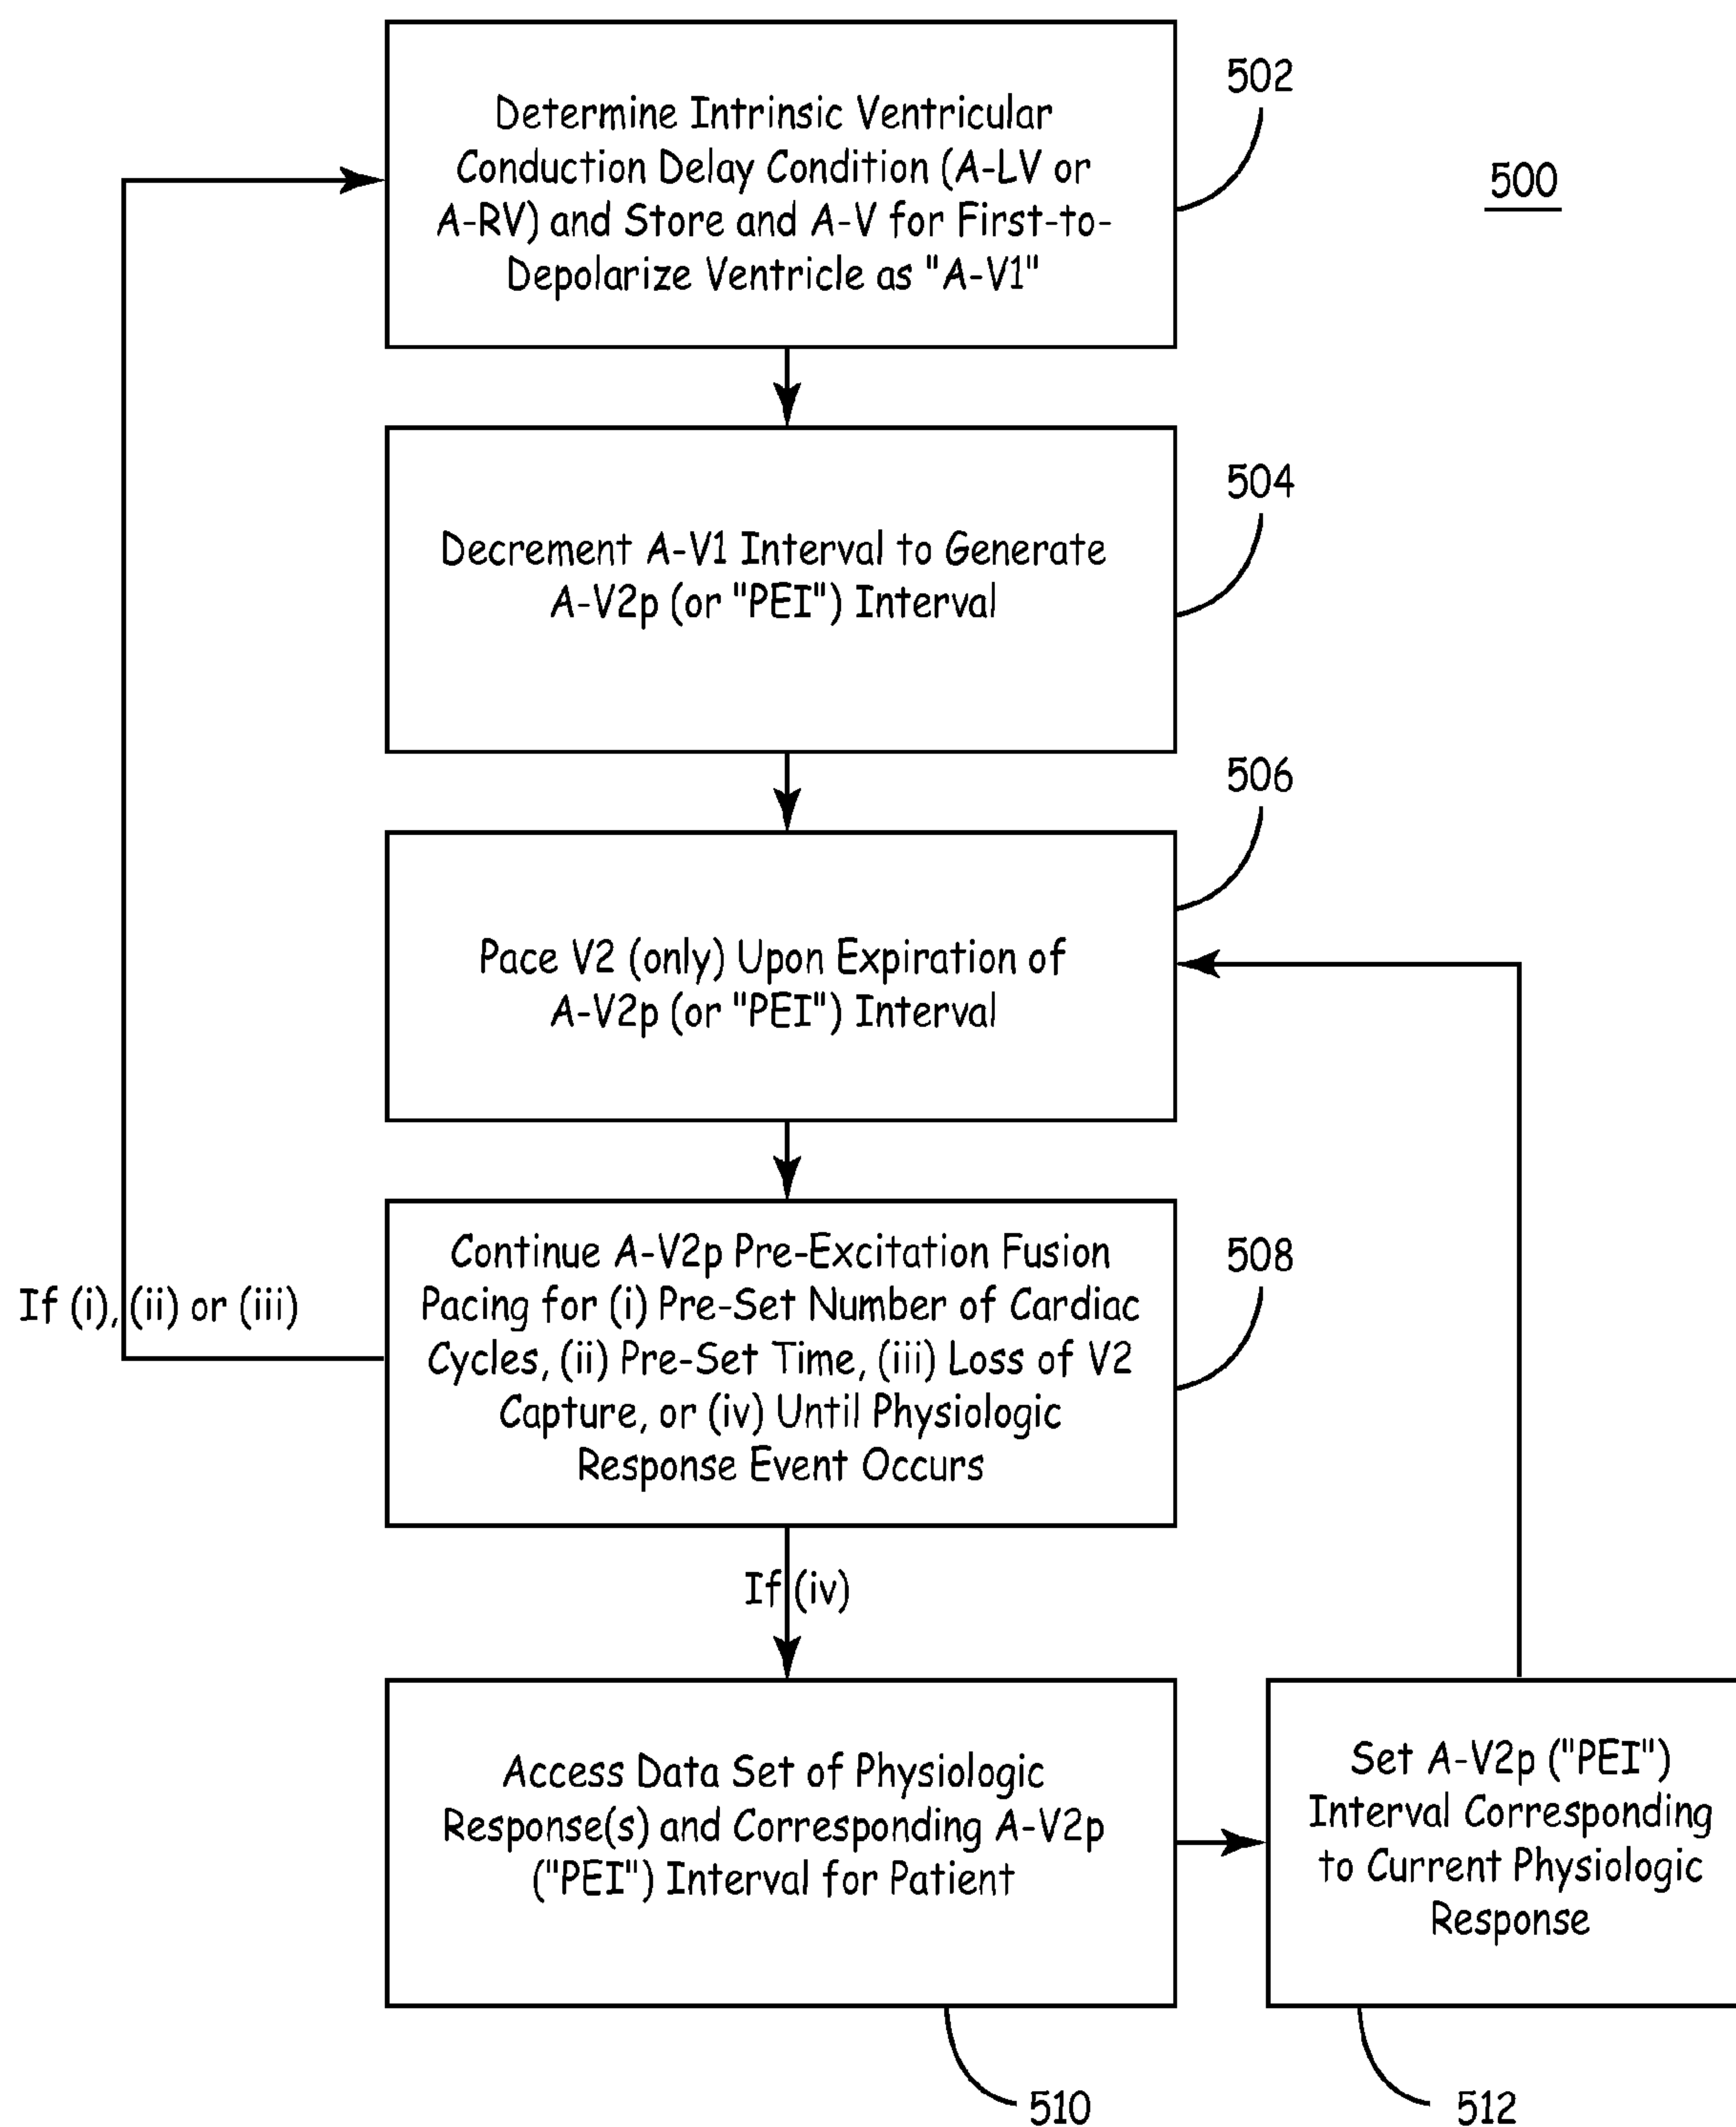 Determine Intrinsic Ventricular
Conduction Delay Condition (A-LV or
A-RV) and Store and A-V for First-to-
Depolarize Ventricle as "A-V1"
502
500
Decrement A-V1 Interval to Generate
A-V2p (or "PEI") Interval
504
Pace V2 (only) Upon Expiration of
A-V2p (or "PEI") Interval
506
Continue A-V2p Pre-Excitation Fusion
Pacing for (i) Pre-Set Number of Cardiac
Cycles, (ii) Pre-Set Time, (iii) Loss of V2
Capture, or (iv) Until Physiologic
Response Event Occurs
508
If (i), (ii) or (iii)
If (iv)
Access Data Set of Physiologic
Response(s) and Corresponding A-V2p
("PEI") Interval for Patient
510
Set A-V2p ("PEI")
Interval Corresponding
to Current Physiologic
Response
512